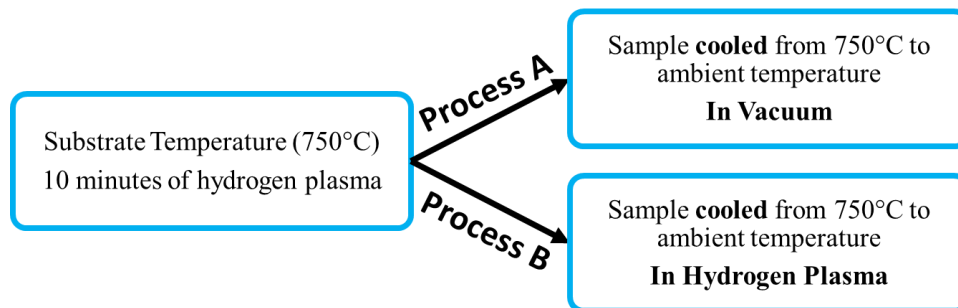 Substrate Temperature (750°C)
10 minutes of hydrogen plasma
Process A
Sample cooled from 750°C to
ambient temperature
In Vacuum
Process B
Sample cooled from 750°C to
ambient temperature
In Hydrogen Plasma